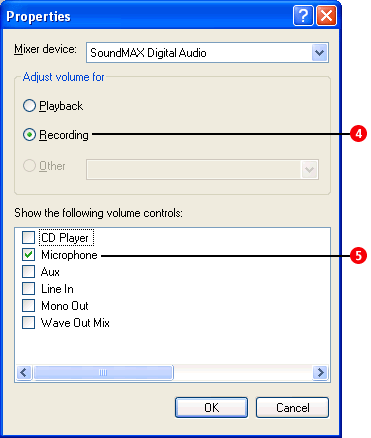 Properties
Mixer device: SoundMAX Digital Audio
Adjust volume for
Playback
Recording 4
Other
Show the following volume controls:
CD Player
Microphone 5
Aux
Line In
Mono Out
Wave Out Mix
OK Cancel